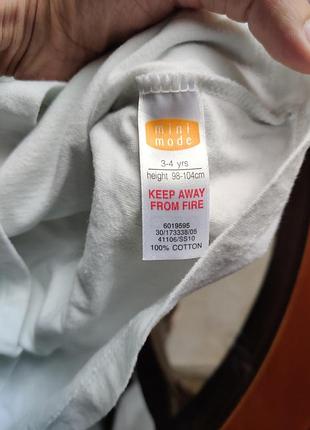 mini
mode
3-4 yrs
height 98-104cm
KEEP AWAY
FROM FIRE
6019595
30/173338/05
41106/SS10
100% COTTON